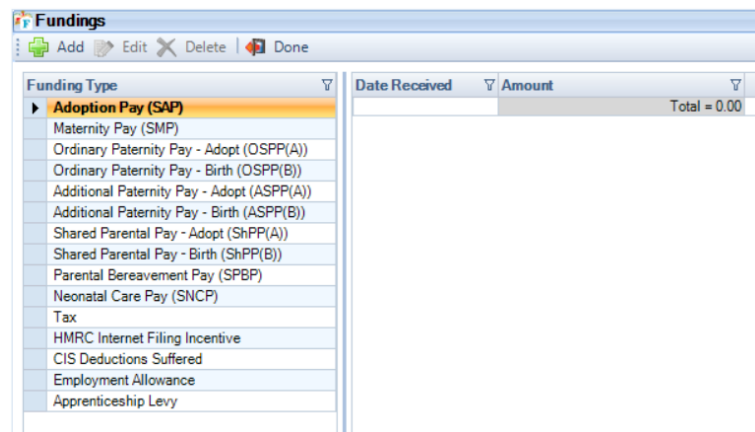 Fundings
Add Edit Delete Done
Funding Type Date Received Amount
Adoption Pay (SAP) Total = 0.00
Maternity Pay (SMP)
Ordinary Paternity Pay - Adopt (OSPP(A))
Ordinary Paternity Pay - Birth (OSPP(B))
Additional Paternity Pay - Adopt (ASPP(A))
Additional Paternity Pay - Birth (ASPP(B))
Shared Parental Pay - Adopt (ShPP(A))
Shared Parental Pay - Birth (ShPP(B))
Parental Bereavement Pay (SPBP)
Neonatal Care Pay (SNCP)
Tax
HMRC Internet Filing Incentive
CIS Deductions Suffered
Employment Allowance
Apprenticeship Levy